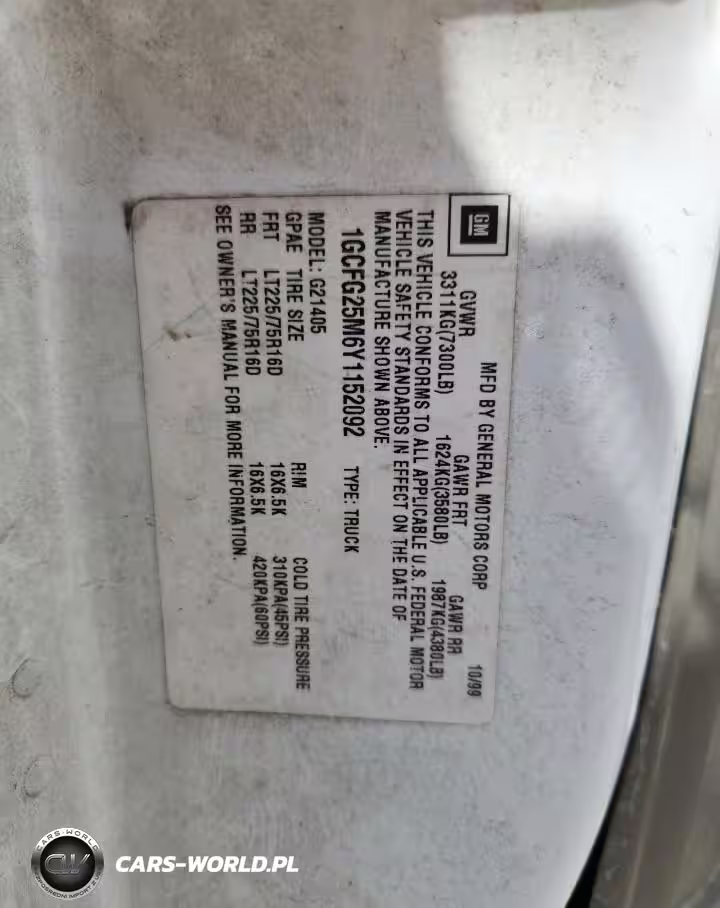 GM
MFD BY GENERAL MOTORS CORP 10/99
GVWR GAWR FRT GAWR RR
3311KG(7300LB) 1624KG(3580LB) 1987KG(4380LB)
THIS VEHICLE CONFORMS TO ALL APPLICABLE U.S. FEDERAL MOTOR
VEHICLE SAFETY STANDARDS IN EFFECT ON THE DATE OF
MANUFACTURE SHOWN ABOVE.
1GCFG25M6Y1152092 TYPE: TRUCK
MODEL: G21405
GPAE TIRE SIZE RIM COLD TIRE PRESSURE
FRT LT225/75R16D 16X6.5K 310KPA(45PSI)
RR LT225/75R16D 16X6.5K 420KPA(60PSI)
SEE OWNER'S MANUAL FOR MORE INFORMATION.
CARS-WORLD
CW
CARS-WORLD.PL